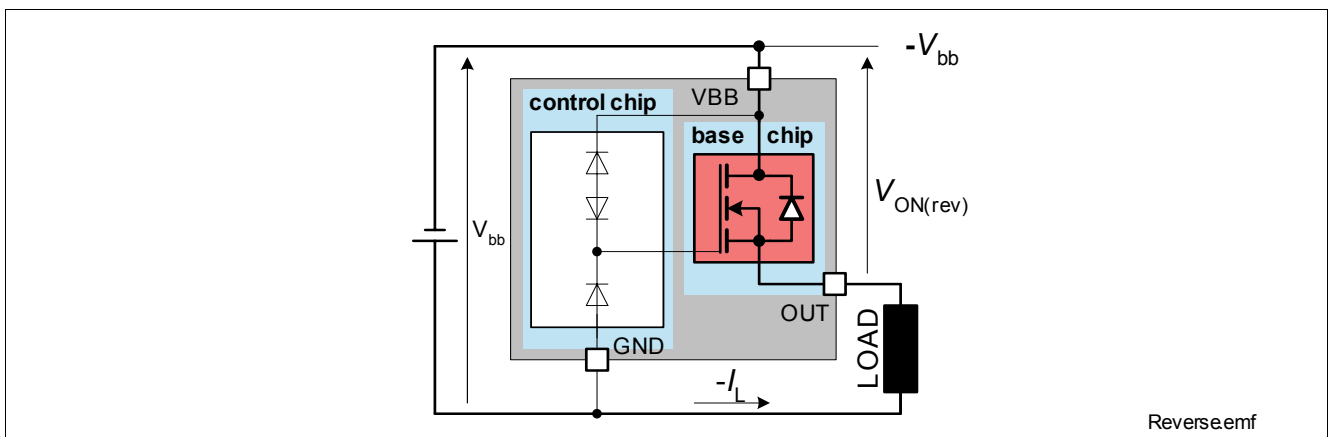 -Vbb
VBB
control chip
base chip
VON(rev)
Vbb
OUT
GND
LOAD
-IL
Reverse.emf